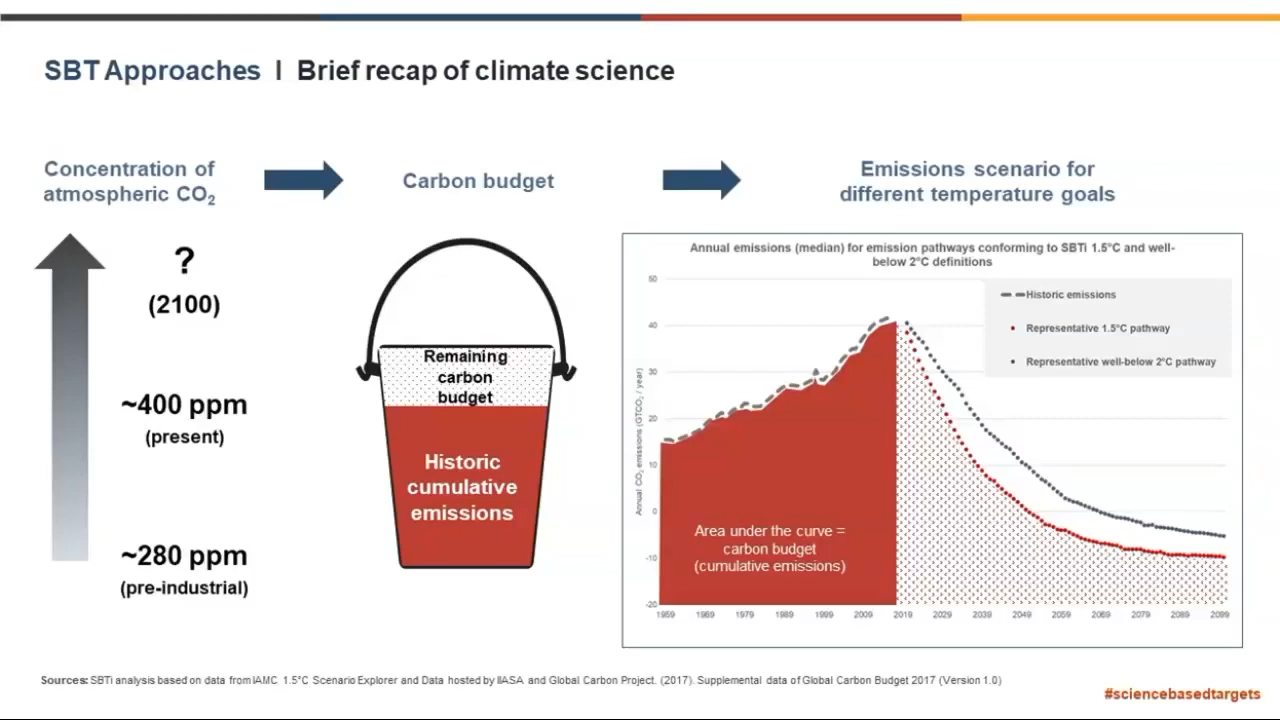 SBT Approaches | Brief recap of climate science
Concentration of
atmospheric CO₂
Carbon budget
Emissions scenario for
different temperature goals
?
(2100)
~400 ppm
(present)
~280 ppm
(pre-industrial)
Remaining
carbon
budget
Historic
cumulative
emissions
Annual emissions (median) for emission pathways conforming to SBTi 1.5°C and well-
below 2°C definitions
Historic emissions
Representative 1.5°C pathway
Representative well-below 2°C pathway
Annual CO₂ emissions (GTCO₂ / year)
50
40
30
20
10
0
-10
-20
Area under the curve =
carbon budget
(cumulative emissions)
1959 1969 1979 1989 1999 2009 2019 2029 2039 2049 2059 2069 2079 2089 2099
Sources: SBTi analysis based on data from IAMC 1.5°C Scenario Explorer and Data hosted by IIASA and Global Carbon Project. (2017). Supplemental data of Global Carbon Budget 2017 (Version 1.0)
#sciencebasedtargets